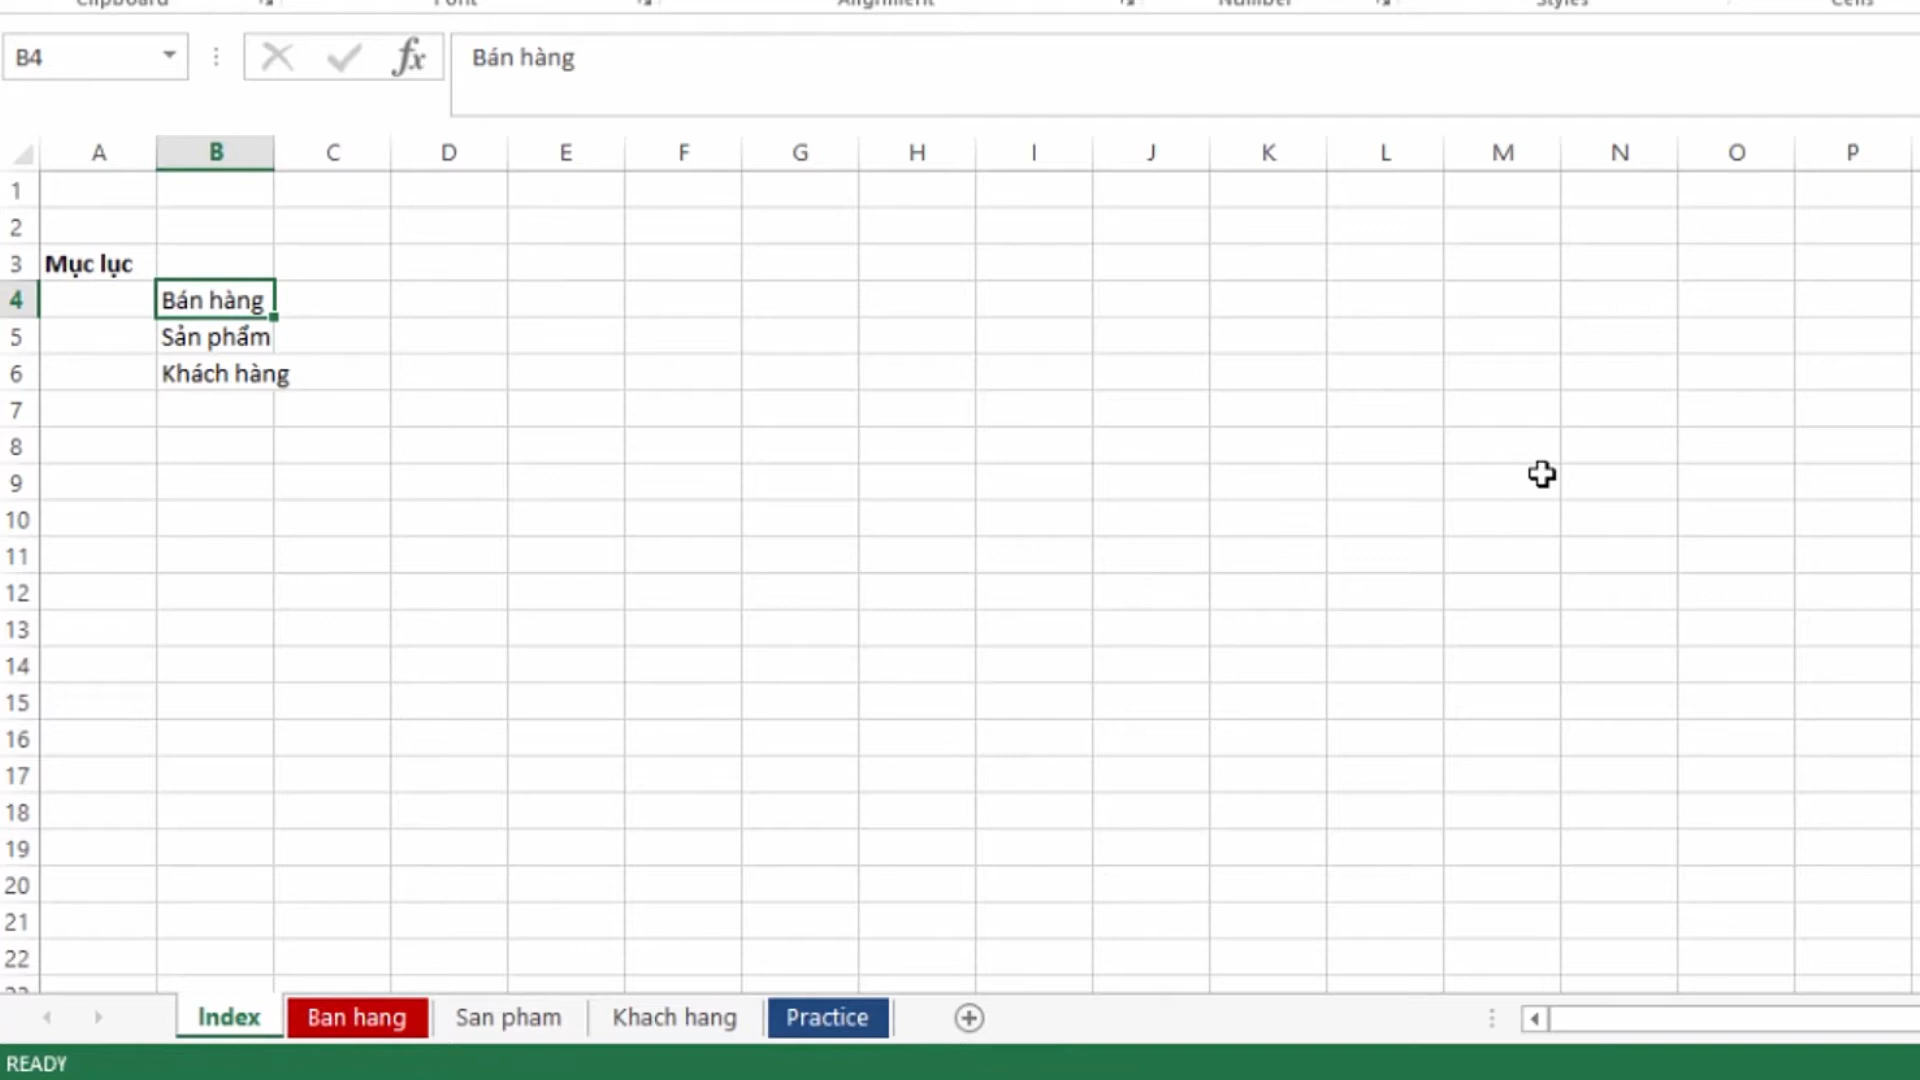 Clipboard Font Alignment Number Styles Cells
B4 fx Bán hàng
A B C D E F G H I J K L M N O P
1
2
3 Mục lục
4 Bán hàng
5 Sản phẩm
6 Khách hàng
7
8
9
10
11
12
13
14
15
16
17
18
19
20
21
22
23
Index Ban hang San pham Khach hang Practice
READY